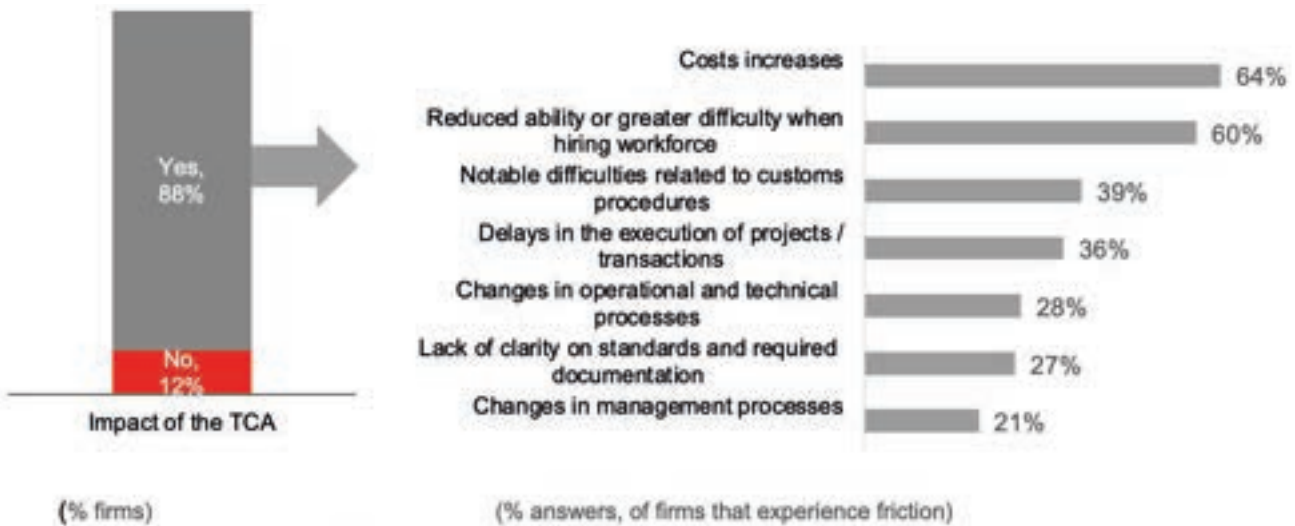 Yes,
88%
No,
12%
Impact of the TCA
(% firms)
Costs increases
64%
Reduced ability or greater difficulty when
hiring workforce
60%
Notable difficulties related to customs
procedures
39%
Delays in the execution of projects /
transactions
36%
Changes in operational and technical
processes
28%
Lack of clarity on standards and required
documentation
27%
Changes in management processes
21%
(% answers, of firms that experience friction)